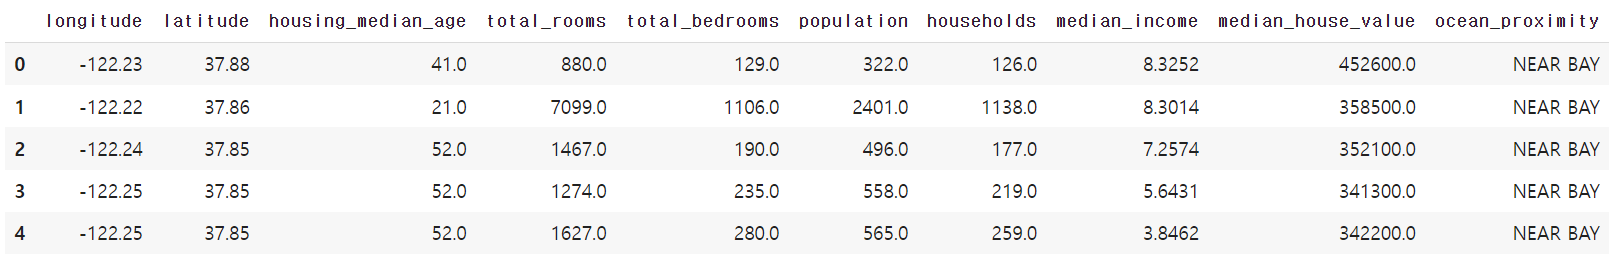 longitude latitude housing_median_age total_rooms total_bedrooms population households median_income median_house_value ocean_proximity
0 -122.23 37.88 41.0 880.0 129.0 322.0 126.0 8.3252 452600.0 NEAR BAY
1 -122.22 37.86 21.0 7099.0 1106.0 2401.0 1138.0 8.3014 358500.0 NEAR BAY
2 -122.24 37.85 52.0 1467.0 190.0 496.0 177.0 7.2574 352100.0 NEAR BAY
3 -122.25 37.85 52.0 1274.0 235.0 558.0 219.0 5.6431 341300.0 NEAR BAY
4 -122.25 37.85 52.0 1627.0 280.0 565.0 259.0 3.8462 342200.0 NEAR BAY